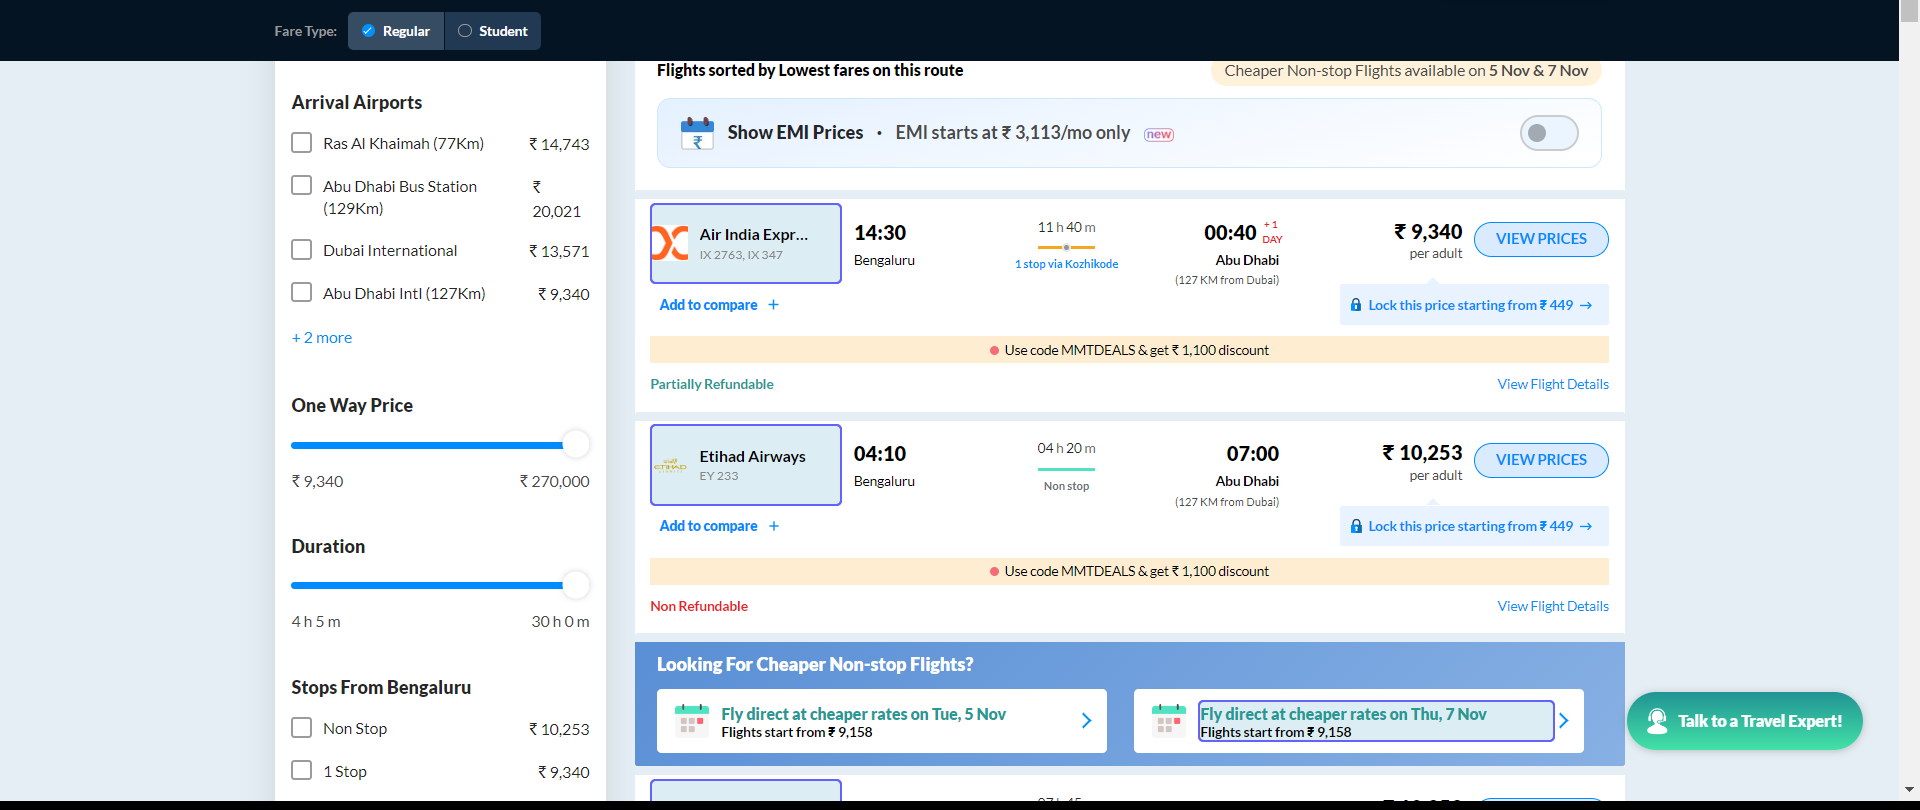 Fare Type: Regular Student
Arrival Airports
Ras Al Khaimah (77Km) ₹ 14,743
Abu Dhabi Bus Station (129Km) ₹ 20,021
Dubai International ₹ 13,571
Abu Dhabi Intl (127Km) ₹ 9,340
+ 2 more
One Way Price
₹ 9,340 ₹ 270,000
Duration
4 h 5 m 30 h 0 m
Stops From Bengaluru
Non Stop ₹ 10,253
1 Stop ₹ 9,340
Flights sorted by Lowest fares on this route
Cheaper Non-stop Flights available on 5 Nov & 7 Nov
₹ Show EMI Prices · EMI starts at ₹ 3,113/mo only new
Air India Expr...
IX 2763, IX 347
14:30
Bengaluru
11 h 40 m
1 stop via Kozhikode
00:40 + 1 DAY
Abu Dhabi
(127 KM from Dubai)
₹ 9,340
per adult
VIEW PRICES
Add to compare +
Lock this price starting from ₹ 449 →
Use code MMTDEALS & get ₹ 1,100 discount
Partially Refundable
View Flight Details
ETIHAD
Etihad Airways
EY 233
04:10
Bengaluru
04 h 20 m
Non stop
07:00
Abu Dhabi
(127 KM from Dubai)
₹ 10,253
per adult
VIEW PRICES
Add to compare +
Lock this price starting from ₹ 449 →
Use code MMTDEALS & get ₹ 1,100 discount
Non Refundable
View Flight Details
Looking For Cheaper Non-stop Flights?
Fly direct at cheaper rates on Tue, 5 Nov
Flights start from ₹ 9,158
Fly direct at cheaper rates on Thu, 7 Nov
Flights start from ₹ 9,158
Talk to a Travel Expert!